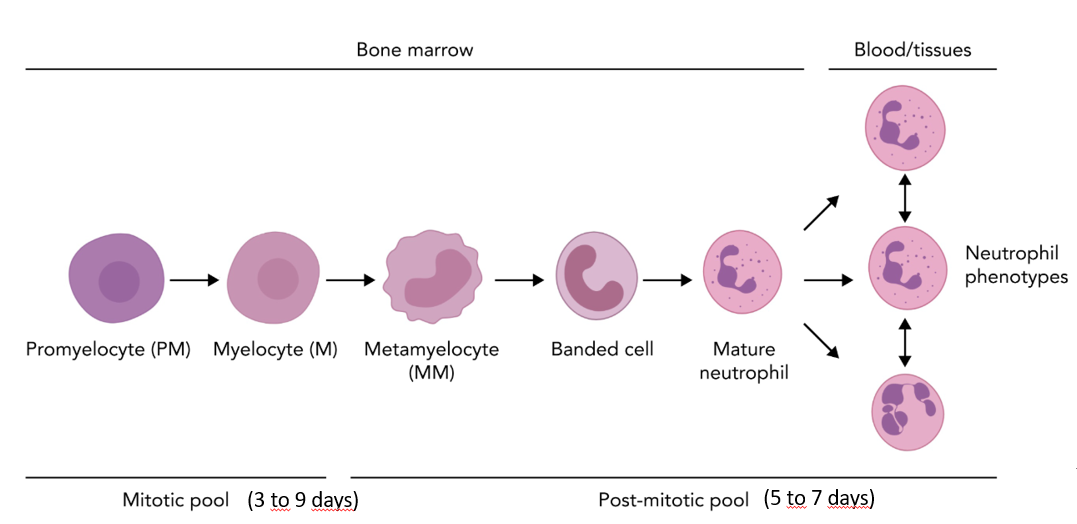 Bone marrow
Blood/tissues
Neutrophil
phenotypes
Promyelocyte (PM)
Myelocyte (M)
Metamyelocyte
(MM)
Banded cell
Mature
neutrophil
Mitotic pool (3 to 9 days)
Post-mitotic pool (5 to 7 days)